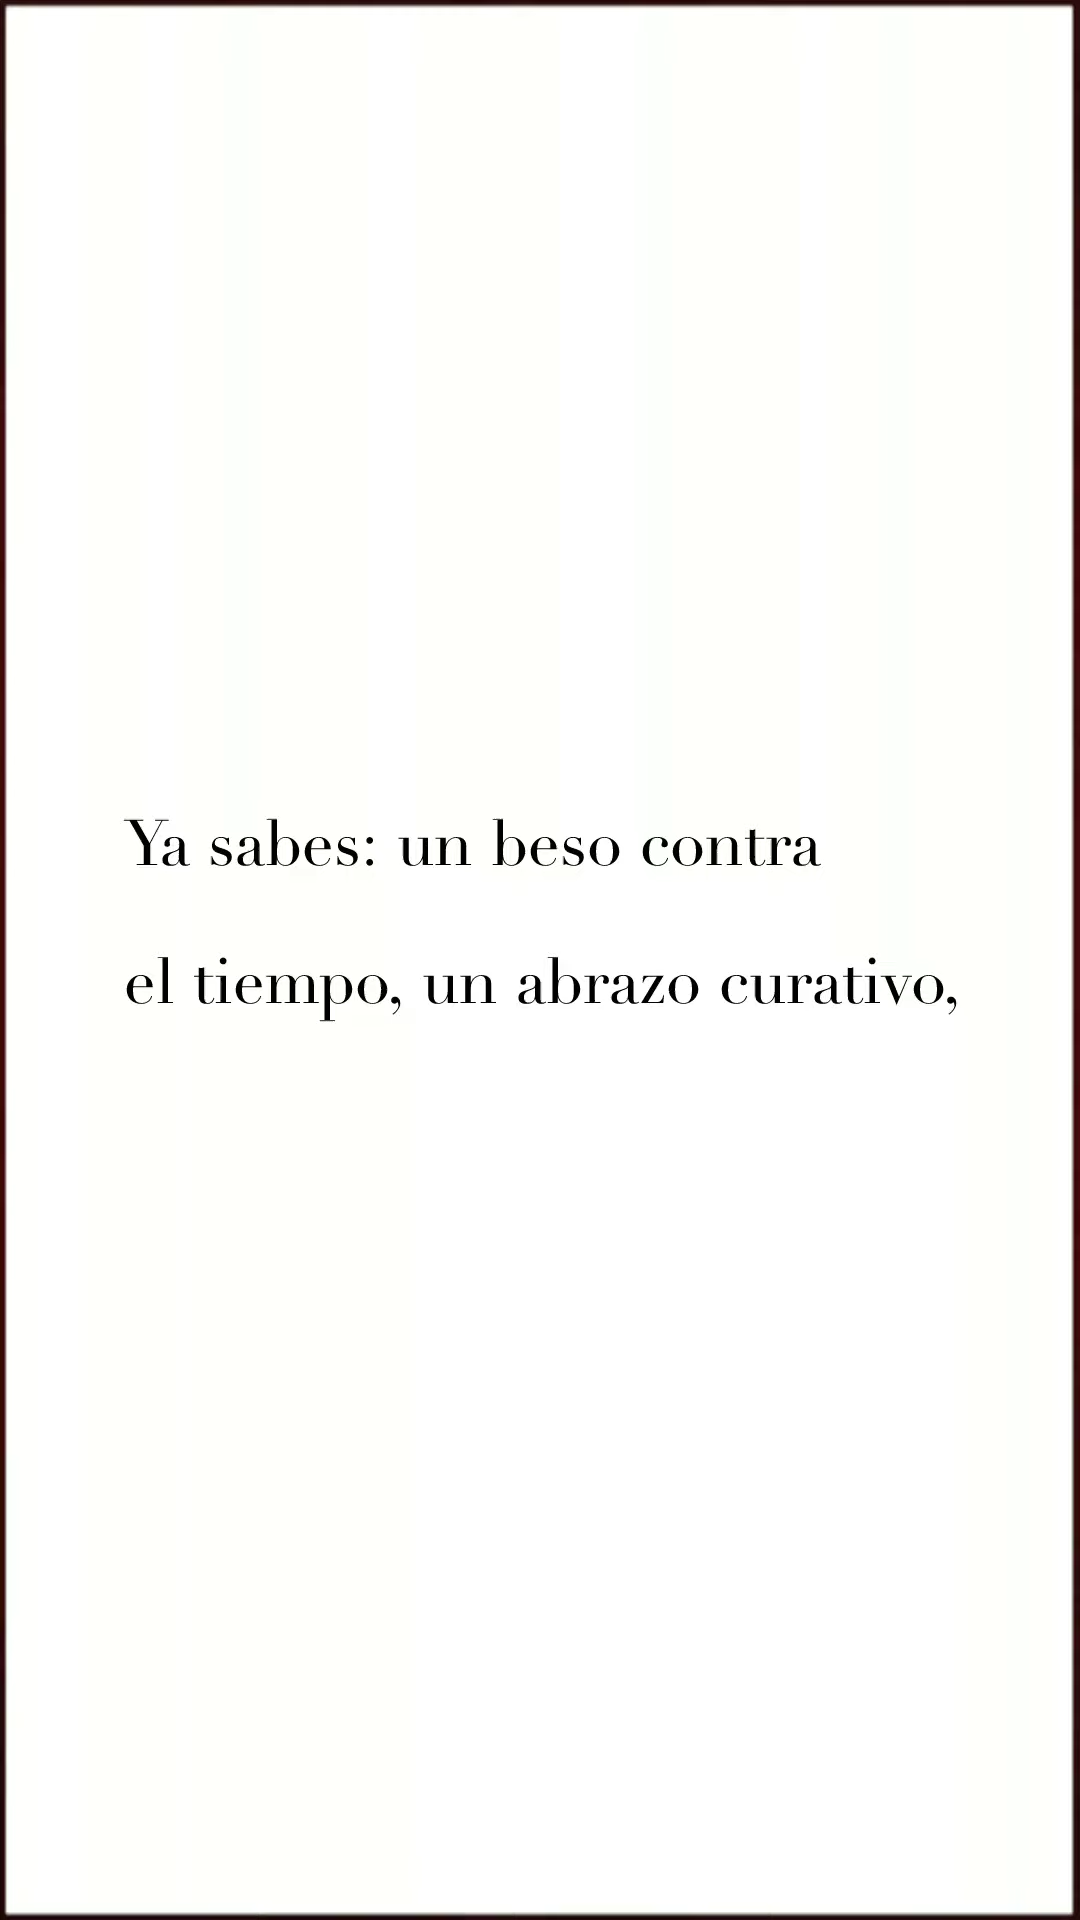 Ya sabes: un beso contra
el tiempo, un abrazo curativo,